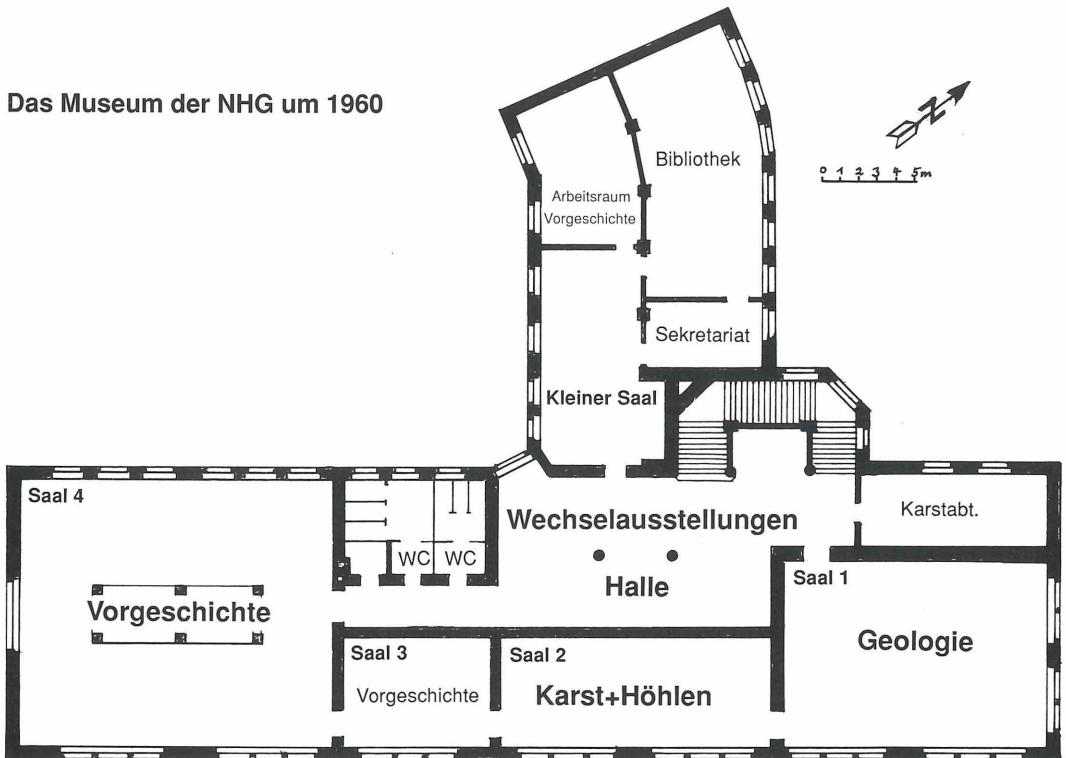 Das Museum der NHG um 1960
N
0 1 2 3 4 5m
Bibliothek
Arbeitsraum
Vorgeschichte
Sekretariat
Kleiner Saal
Saal 4
Vorgeschichte
WC
WC
Wechselausstellungen
Halle
Karstabt.
Saal 1
Geologie
Saal 3
Vorgeschichte
Saal 2
Karst+Höhlen